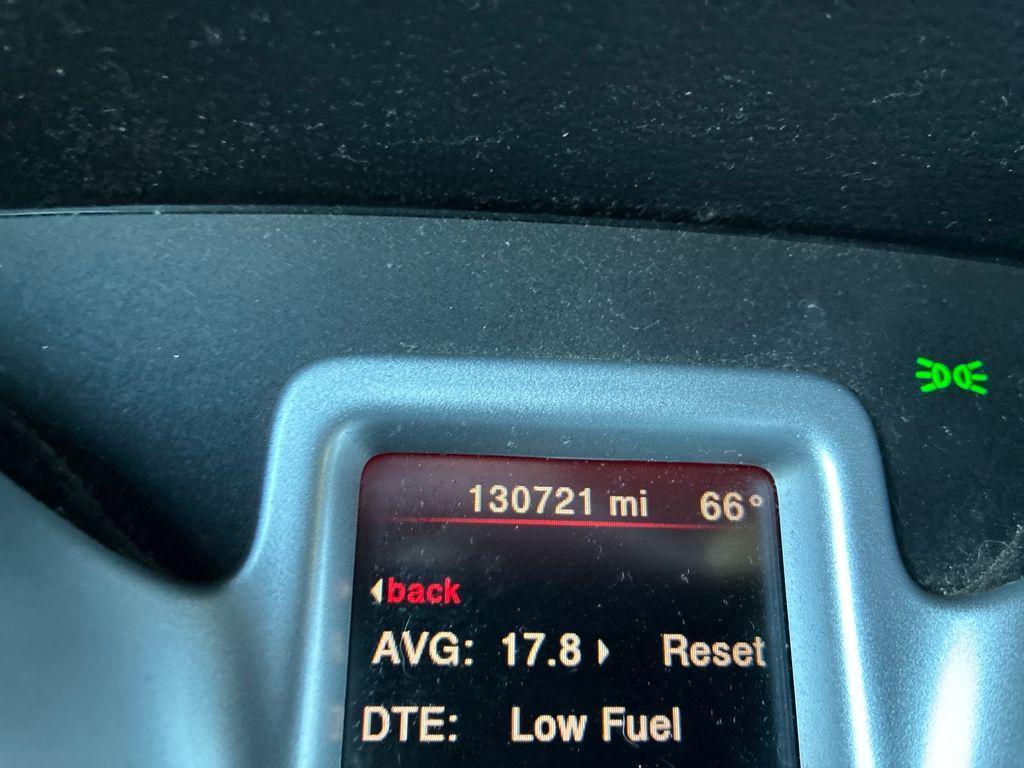 130721 mi 66°
back
AVG: 17.8 Reset
DTE: Low Fuel